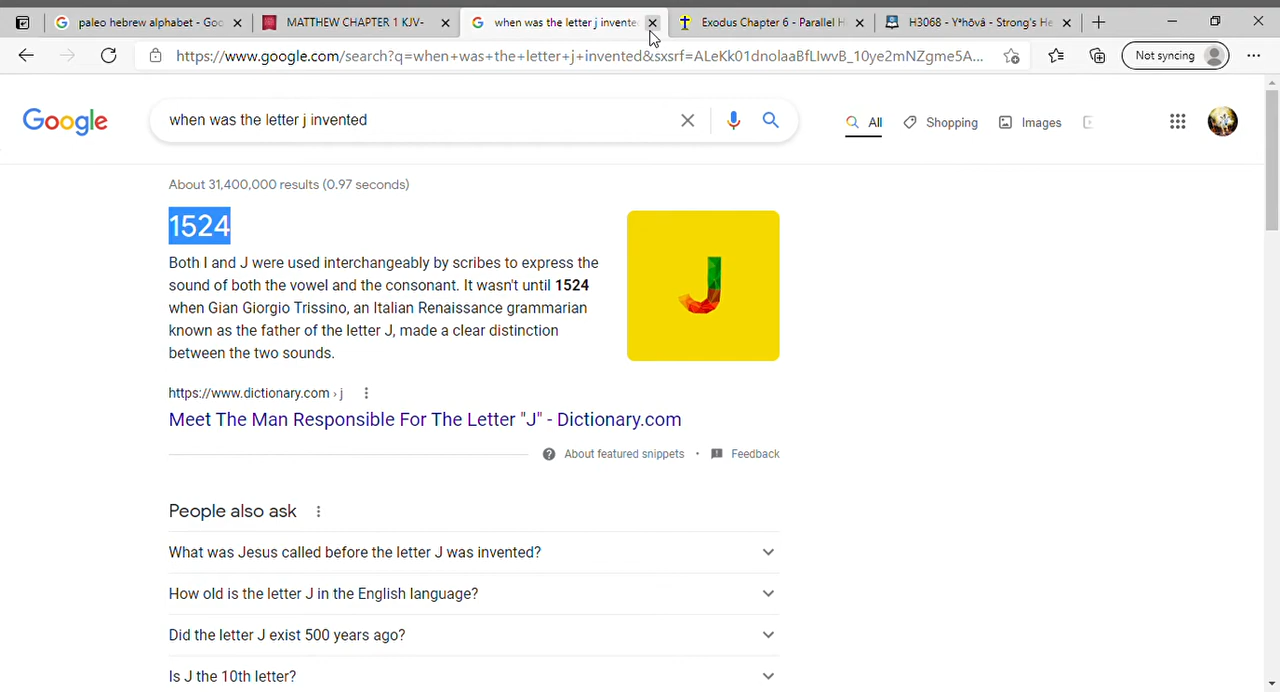 paleo hebrew alphabet - Goo
MATTHEW CHAPTER 1 KJV-
when was the letter j invente
Exodus Chapter 6 - Parallel H
H3068 - Yᵊhōvâ - Strong's He
https://www.google.com/search?q=when+was+the+letter+j+invented&sxsrf=ALeKk01dnolaaBfLIwvB_10ye2mNZgme5A...
Not syncing
Google
when was the letter j invented
All
Shopping
Images
About 31,400,000 results (0.97 seconds)
1524
Both I and J were used interchangeably by scribes to express the
sound of both the vowel and the consonant. It wasn't until 1524
when Gian Giorgio Trissino, an Italian Renaissance grammarian
known as the father of the letter J, made a clear distinction
between the two sounds.
J
https://www.dictionary.com › j
Meet The Man Responsible For The Letter "J" - Dictionary.com
About featured snippets • Feedback
People also ask
What was Jesus called before the letter J was invented?
How old is the letter J in the English language?
Did the letter J exist 500 years ago?
Is J the 10th letter?